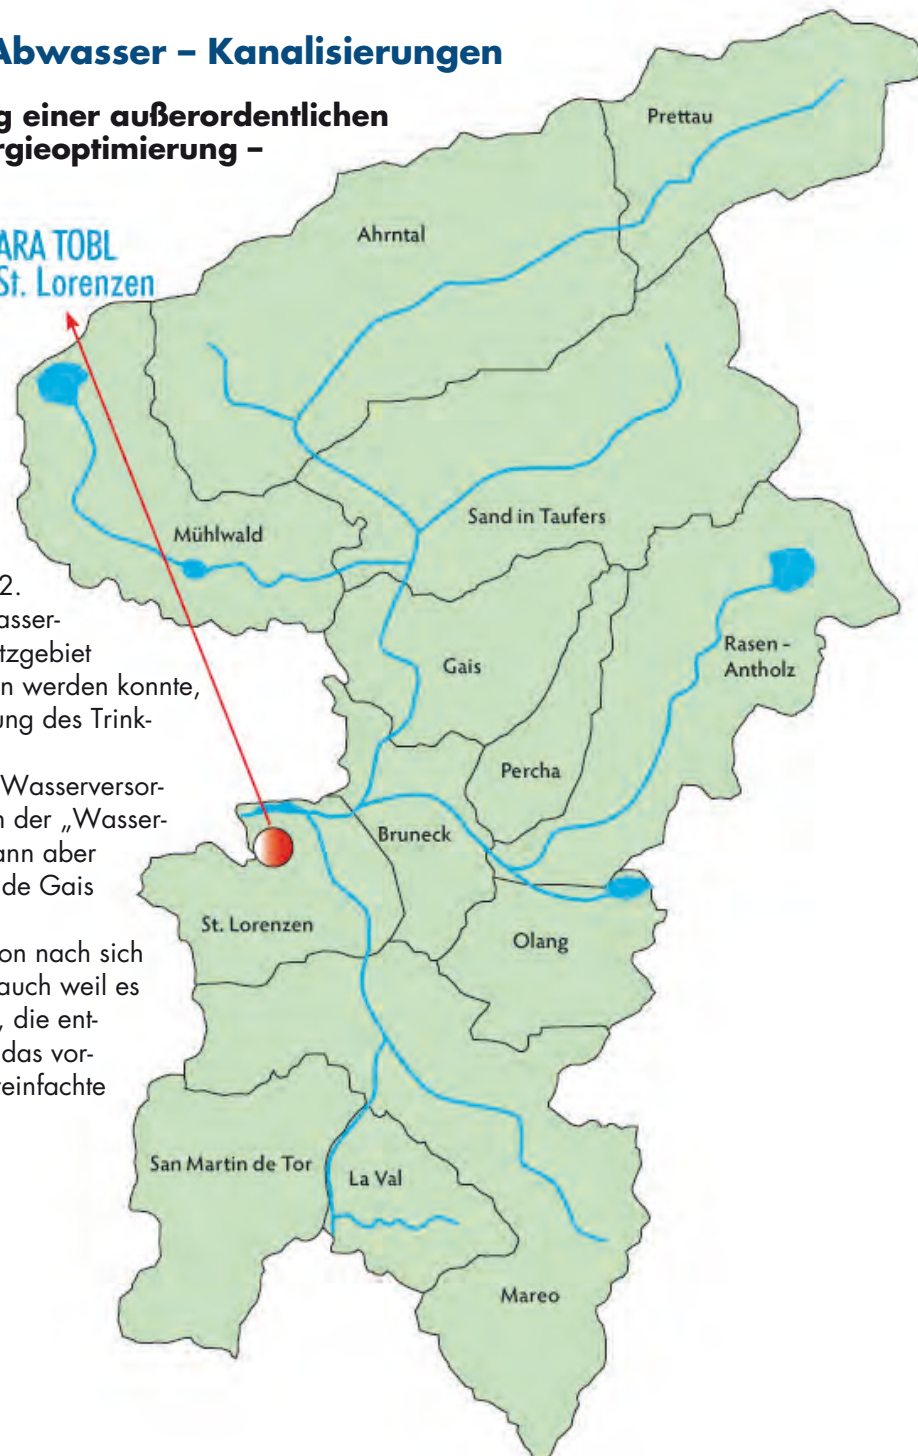 Abwasser – Kanalisierungen
g einer außerordentlichen
rgieoptimierung –
ARA TOBL
St. Lorenzen
Prettau
Ahrntal
Sand in Taufers
Mühlwald
Rasen -
Antholz
Gais
Percha
Bruneck
St. Lorenzen
Olang
San Martin de Tor
La Val
Mareo
2.
asser-
tzgebiet
n werden konnte,
ung des Trink-
Wasserversor-
n der „Wasser-
ann aber
de Gais
on nach sich
auch weil es
, die ent-
das vor-
reinfachte